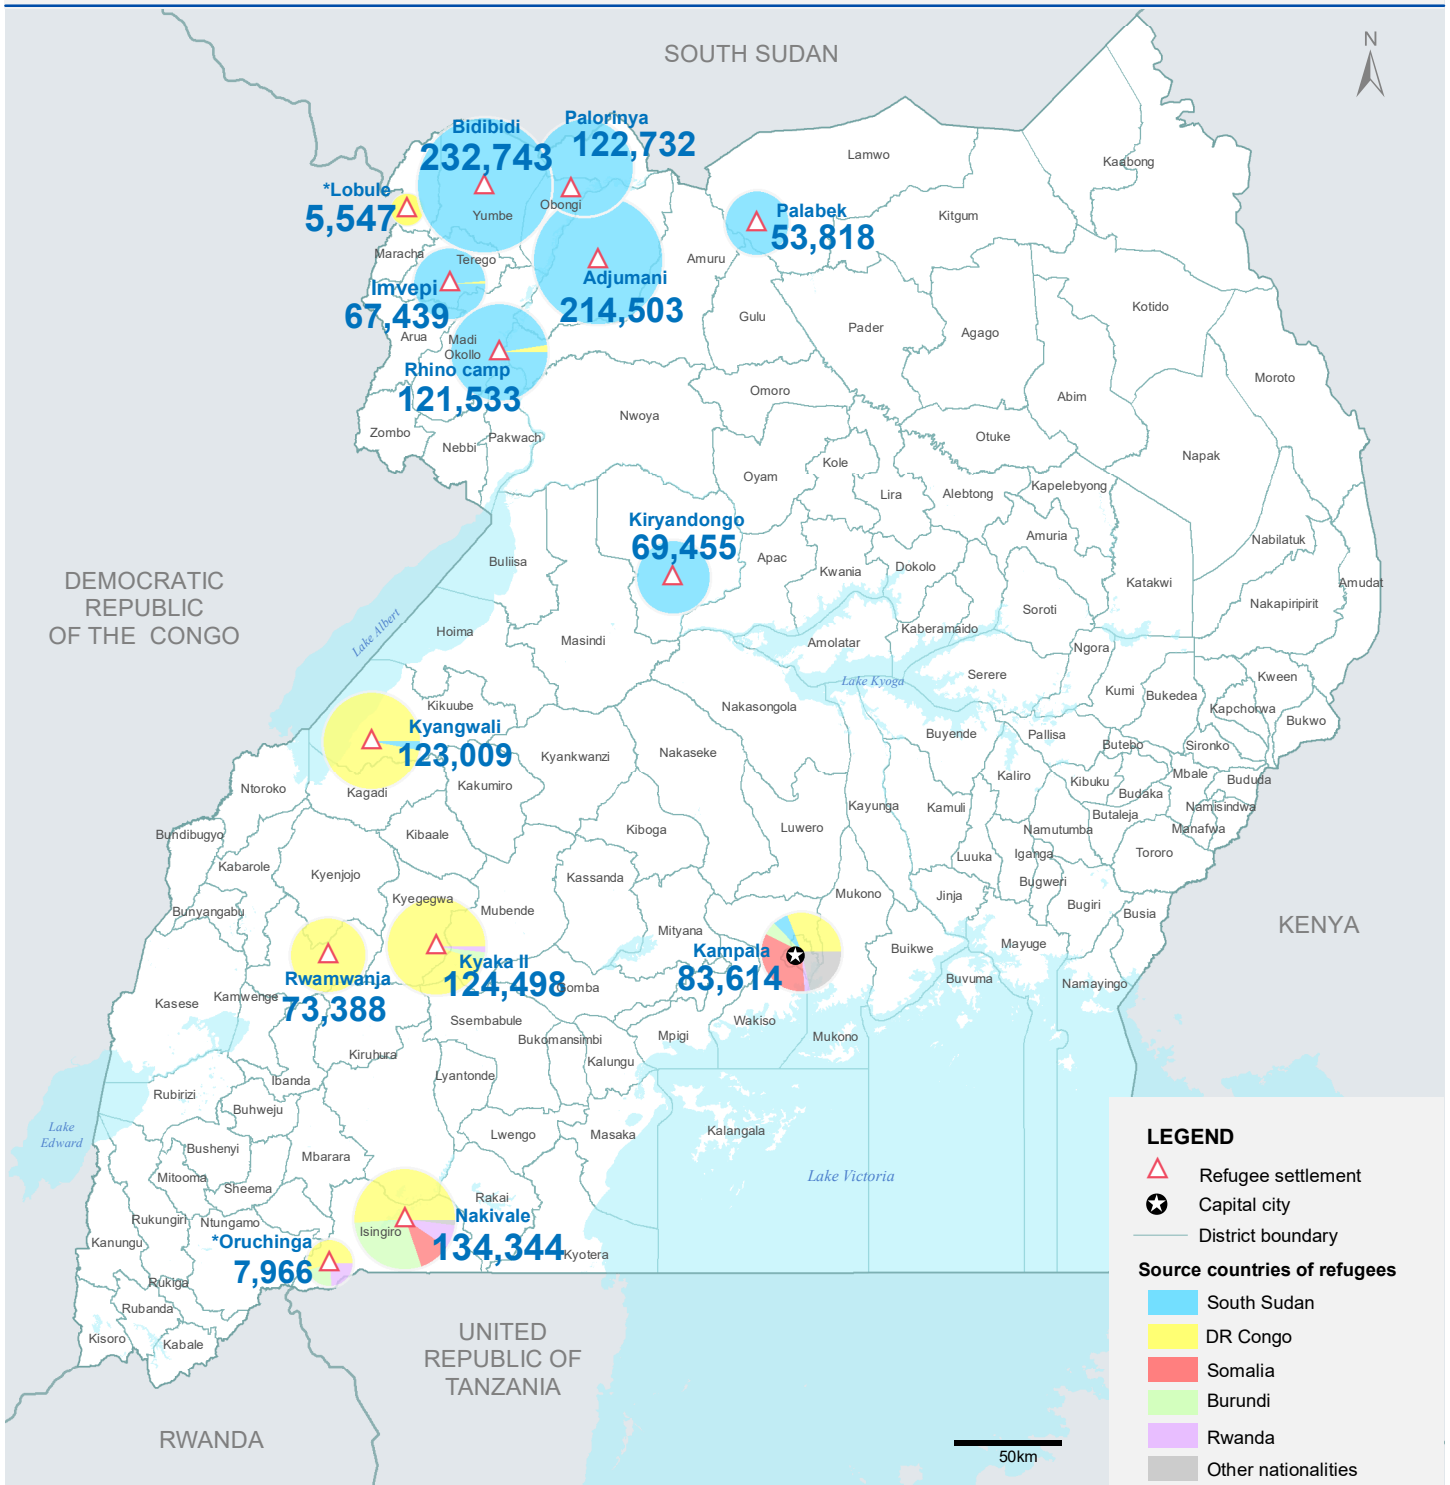 SOUTH SUDAN
N
Bidibidi
232,743
Palorinya
122,732
*Lobule
5,547
Yumbe
Obongi
Lamwo
Kaabong
Palabek
53,818
Kitgum
Maracha
Terego
Imvepi
67,439
Adjumani
214,503
Amuru
Arua
Madi
Okollo
Rhino camp
121,533
Gulu
Pader
Agago
Kotido
Moroto
Omoro
Abim
Nwoya
Zombo
Nebbi
Pakwach
Otuke
Napak
Kole
Oyam
Lira
Alebtong
Kapelebyong
Kiryandongo
69,455
Amuria
Nabilatuk
Buliisa
Apac
Kwania
Dokolo
Katakwi
Amudat
DEMOCRATIC
REPUBLIC
OF THE CONGO
Nakapiripirit
Soroti
Lake Albert
Hoima
Masindi
Amolatar
Kaberamaido
Ngora
Lake Kyoga
Serere
Kween
Kumi
Bukedea
Kapchorwa
Bukwo
Kikuube
Nakasongola
Kyangwali
123,009
Kyankwanzi
Nakaseke
Buyende
Pallisa
Butebo
Sironko
Ntoroko
Kagadi
Kakumiro
Kaliro
Kibuku
Mbale
Bududa
Budaka
Kayunga
Kamuli
Butaleja
Namisindwa
Bundibugyo
Kibaale
Kiboga
Luwero
Namutumba
Manafwa
Kabarole
Kyenjojo
Luuka
Iganga
Tororo
Kassanda
Bugweri
Kyegegwa
Mukono
Jinja
Bunyangabu
Mubende
Bugiri
Busia
Mityana
Kampala
83,614
Buikwe
Mayuge
KENYA
Rwamwanja
73,388
Kyaka II
124,498
Gomba
Buvuma
Namayingo
Kasese
Kamwenge
Ssembabule
Wakiso
Mpigi
Mukono
Bukomansimbi
Kiruhura
Kalungu
Lyantonde
Ibanda
Rubirizi
Buhweju
Lake
Edward
Lwengo
Masaka
Kalangala
Bushenyi
Mbarara
Mitooma
Sheema
Lake Victoria
Rakai
Rukungiri
Ntungamo
Isingiro
Nakivale
134,344
Kanungu
*Oruchinga
7,966
Kyotera
Rukiga
Rubanda
Kisoro
Kabale
UNITED
REPUBLIC OF
TANZANIA
RWANDA
50km
LEGEND
Refugee settlement
Capital city
District boundary
Source countries of refugees
South Sudan
DR Congo
Somalia
Burundi
Rwanda
Other nationalities